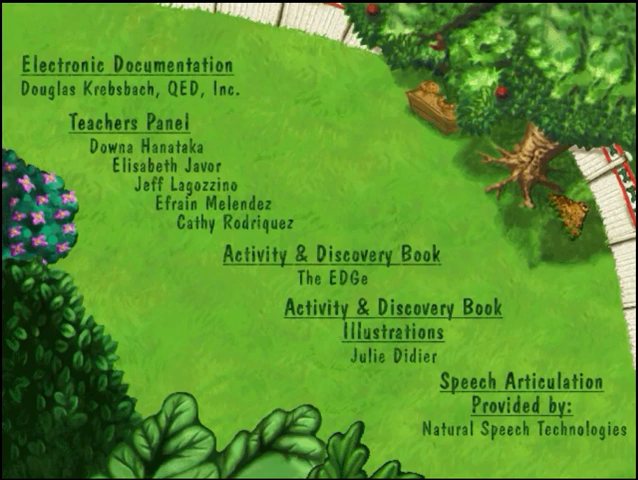 Electronic Documentation
Douglas Krebsbach, QED, Inc.
Teachers Panel
Downa Hanataka
Elisabeth Javor
Jeff Lagozzino
Efrain Melendez
Cathy Rodriquez
Activity & Discovery Book
The EDGe
Activity & Discovery Book
Illustrations
Julie Didier
Speech Articulation
Provided by:
Natural Speech Technologies